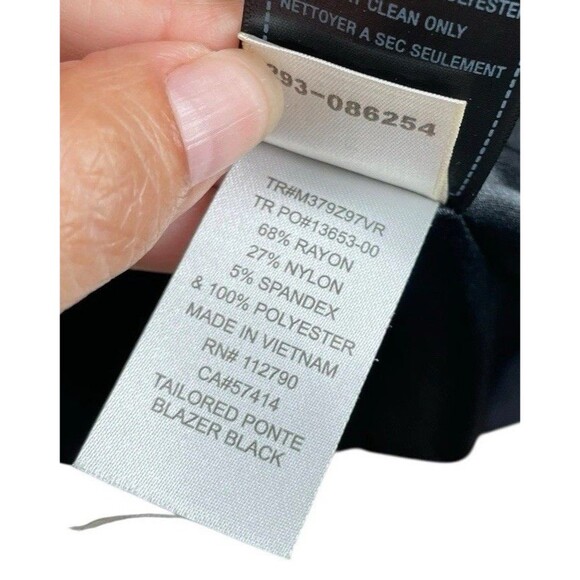 CLEAN ONLY
NETTOYER A SEC SEULEMENT
293-086254
TR#M379Z97VR
TR PO#13653-00
68% RAYON
27% NYLON
5% SPANDEX
& 100% POLYESTER
MADE IN VIETNAM
RN# 112790
CA#57414
TAILORED PONTE
BLAZER BLACK